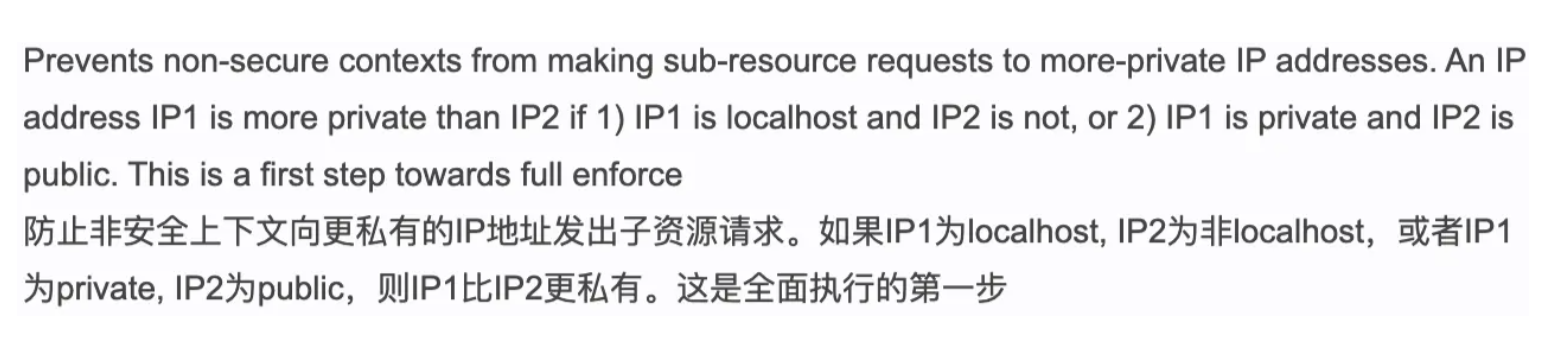 Prevents non-secure contexts from making sub-resource requests to more-private IP addresses. An IP
address IP1 is more private than IP2 if 1) IP1 is localhost and IP2 is not, or 2) IP1 is private and IP2 is
public. This is a first step towards full enforce
防止非安全上下文向更私有的IP地址发出子资源请求。如果IP1为localhost, IP2为非localhost，或者IP1
为private, IP2为public，则IP1比IP2更私有。这是全面执行的第一步